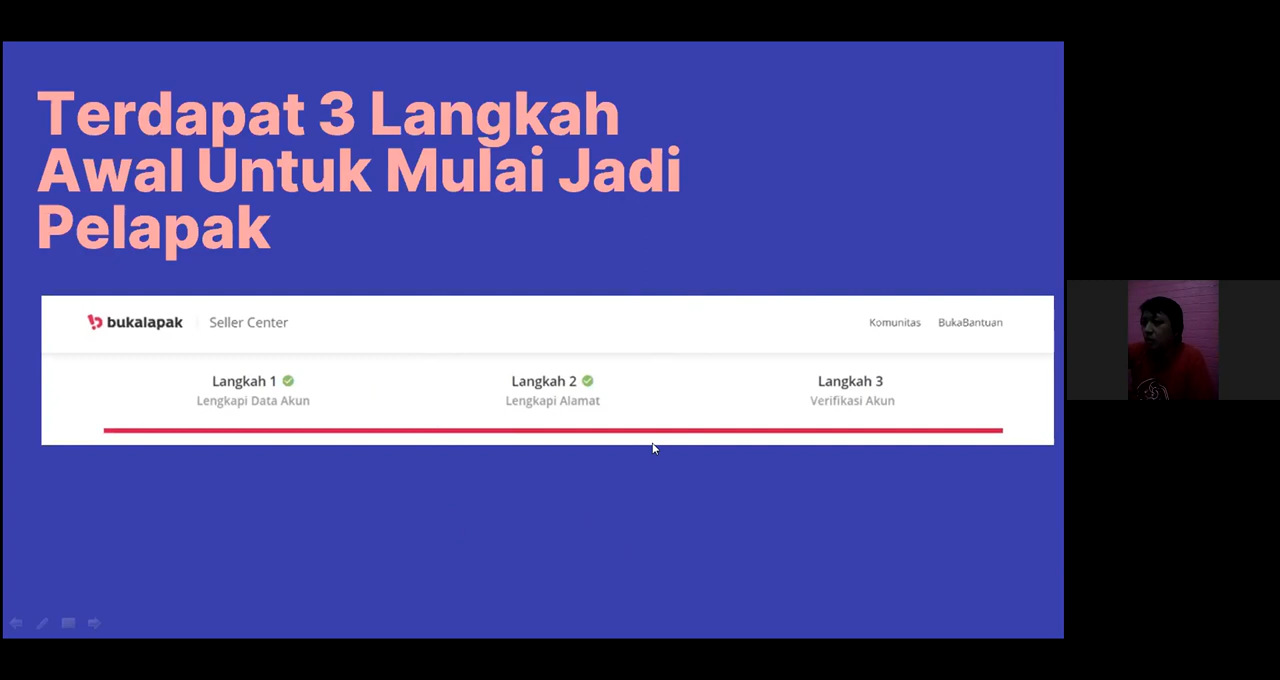 Terdapat 3 Langkah
Awal Untuk Mulai Jadi
Pelapak
bukalapak Seller Center Komunitas BukaBantuan
Langkah 1 Langkah 2 Langkah 3
Lengkapi Data Akun Lengkapi Alamat Verifikasi Akun